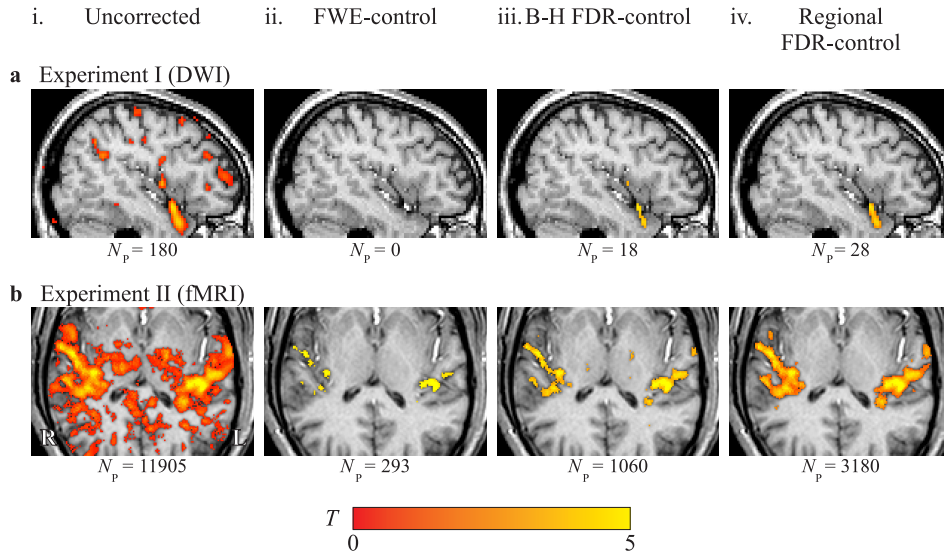 i. Uncorrected
ii. FWE-control
iii. B-H FDR-control
iv. Regional
FDR-control
a Experiment I (DWI)
N_P = 180
N_P = 0
N_P = 18
N_P = 28
b Experiment II (fMRI)
R L
N_P = 11905
N_P = 293
N_P = 1060
N_P = 3180
T
0 5